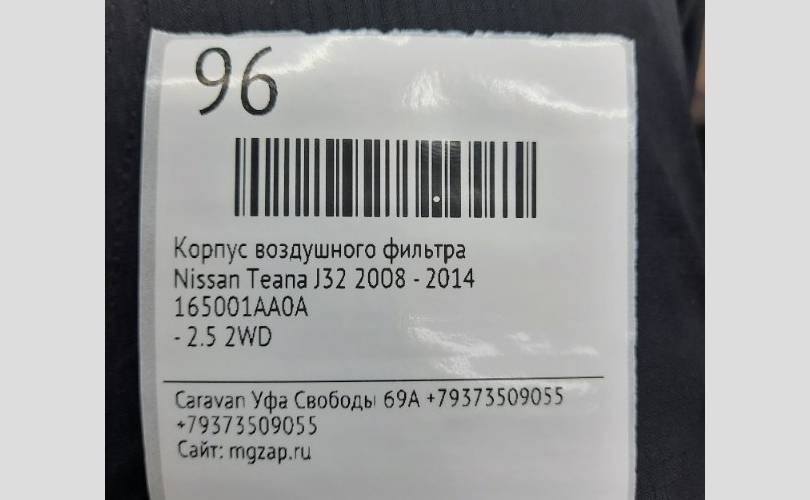 96
Корпус воздушного фильтра
Nissan Teana J32 2008 - 2014
165001AA0A
- 2.5 2WD
Caravan Уфа Свободы 69А +79373509055
+79373509055
Сайт: mgzap.ru